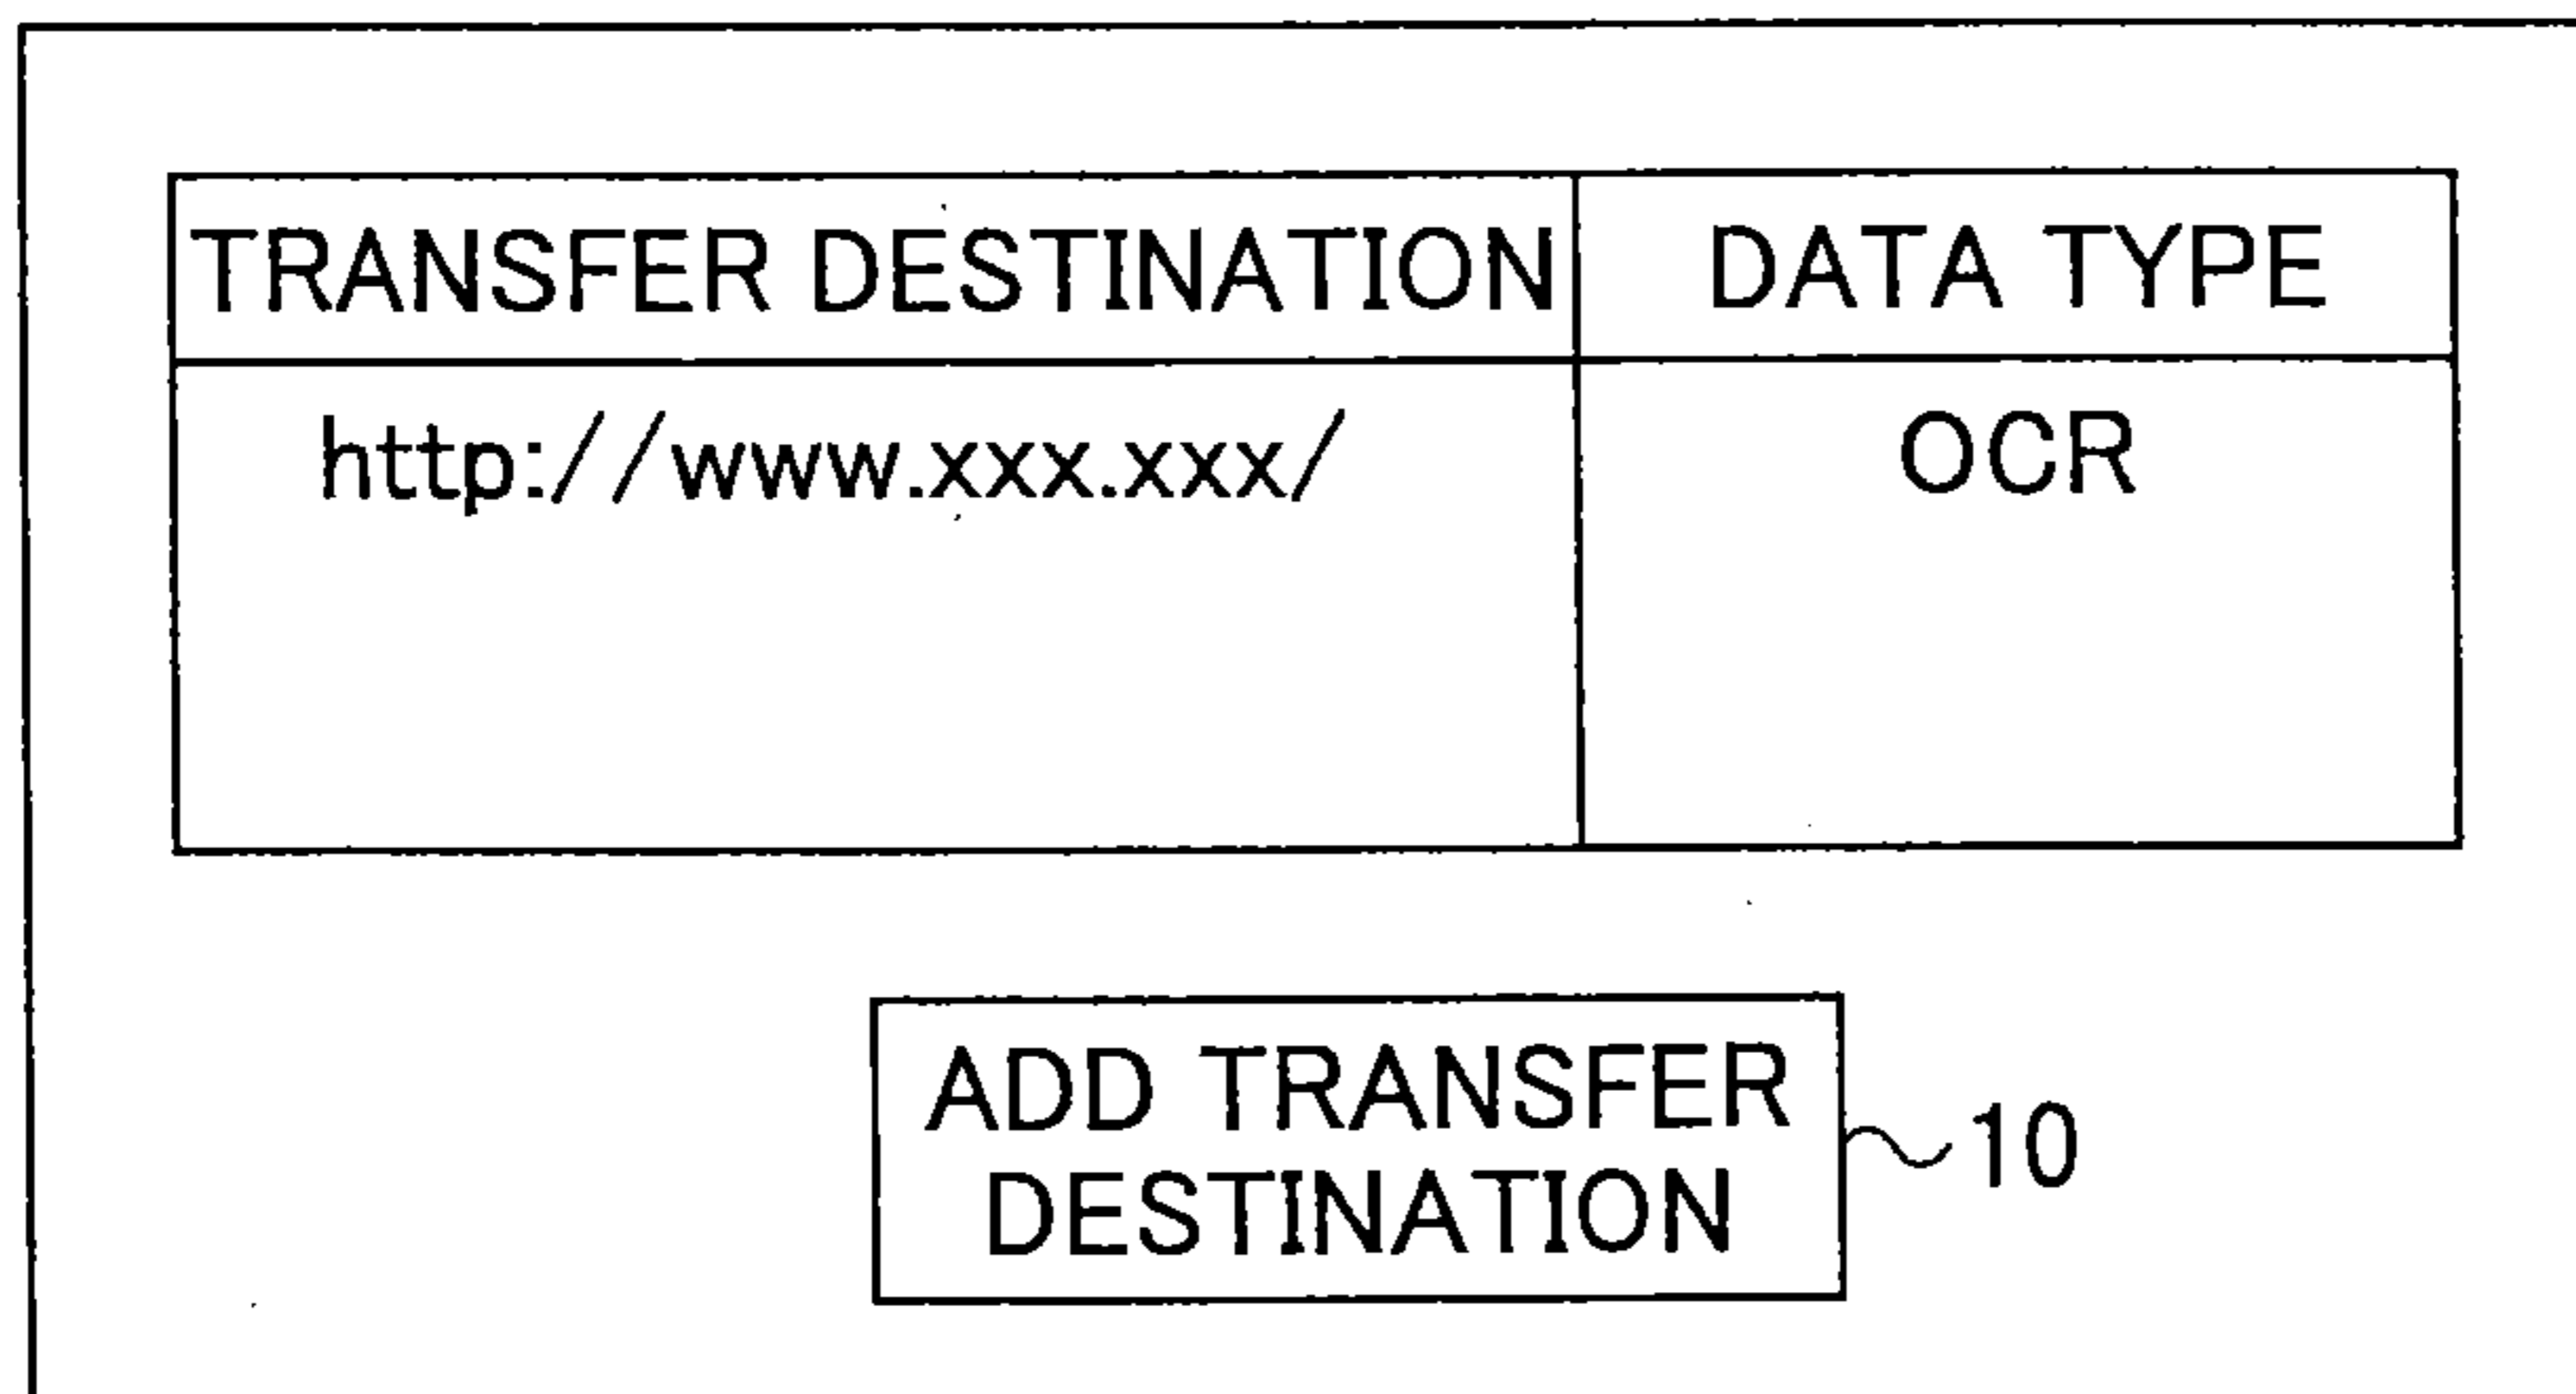 TRANSFER DESTINATION DATA TYPE
http://www.xxx.xxx/ OCR
ADD TRANSFER
DESTINATION
10